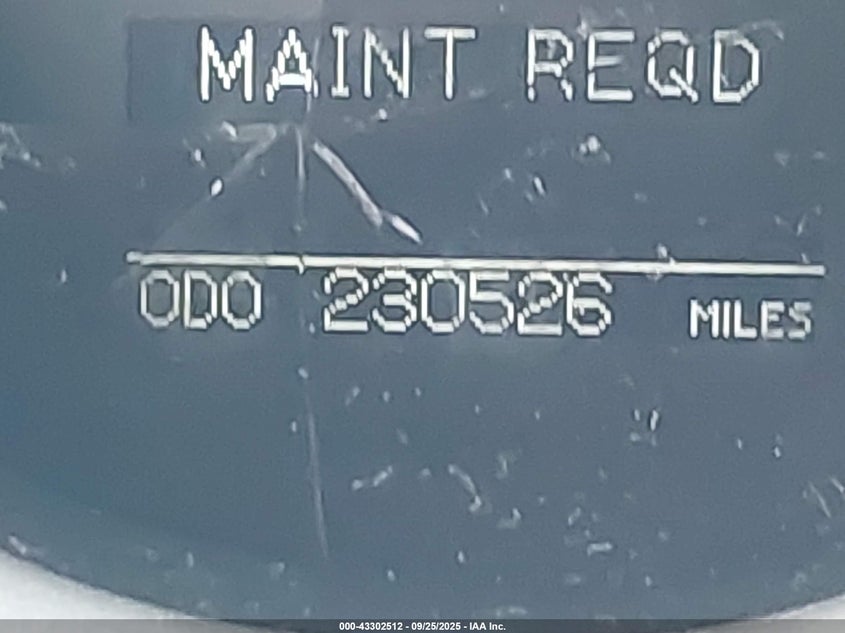 MAINT REQD
ODO 230526 MILES
000-43302512 - 09/25/2025 - IAA Inc.